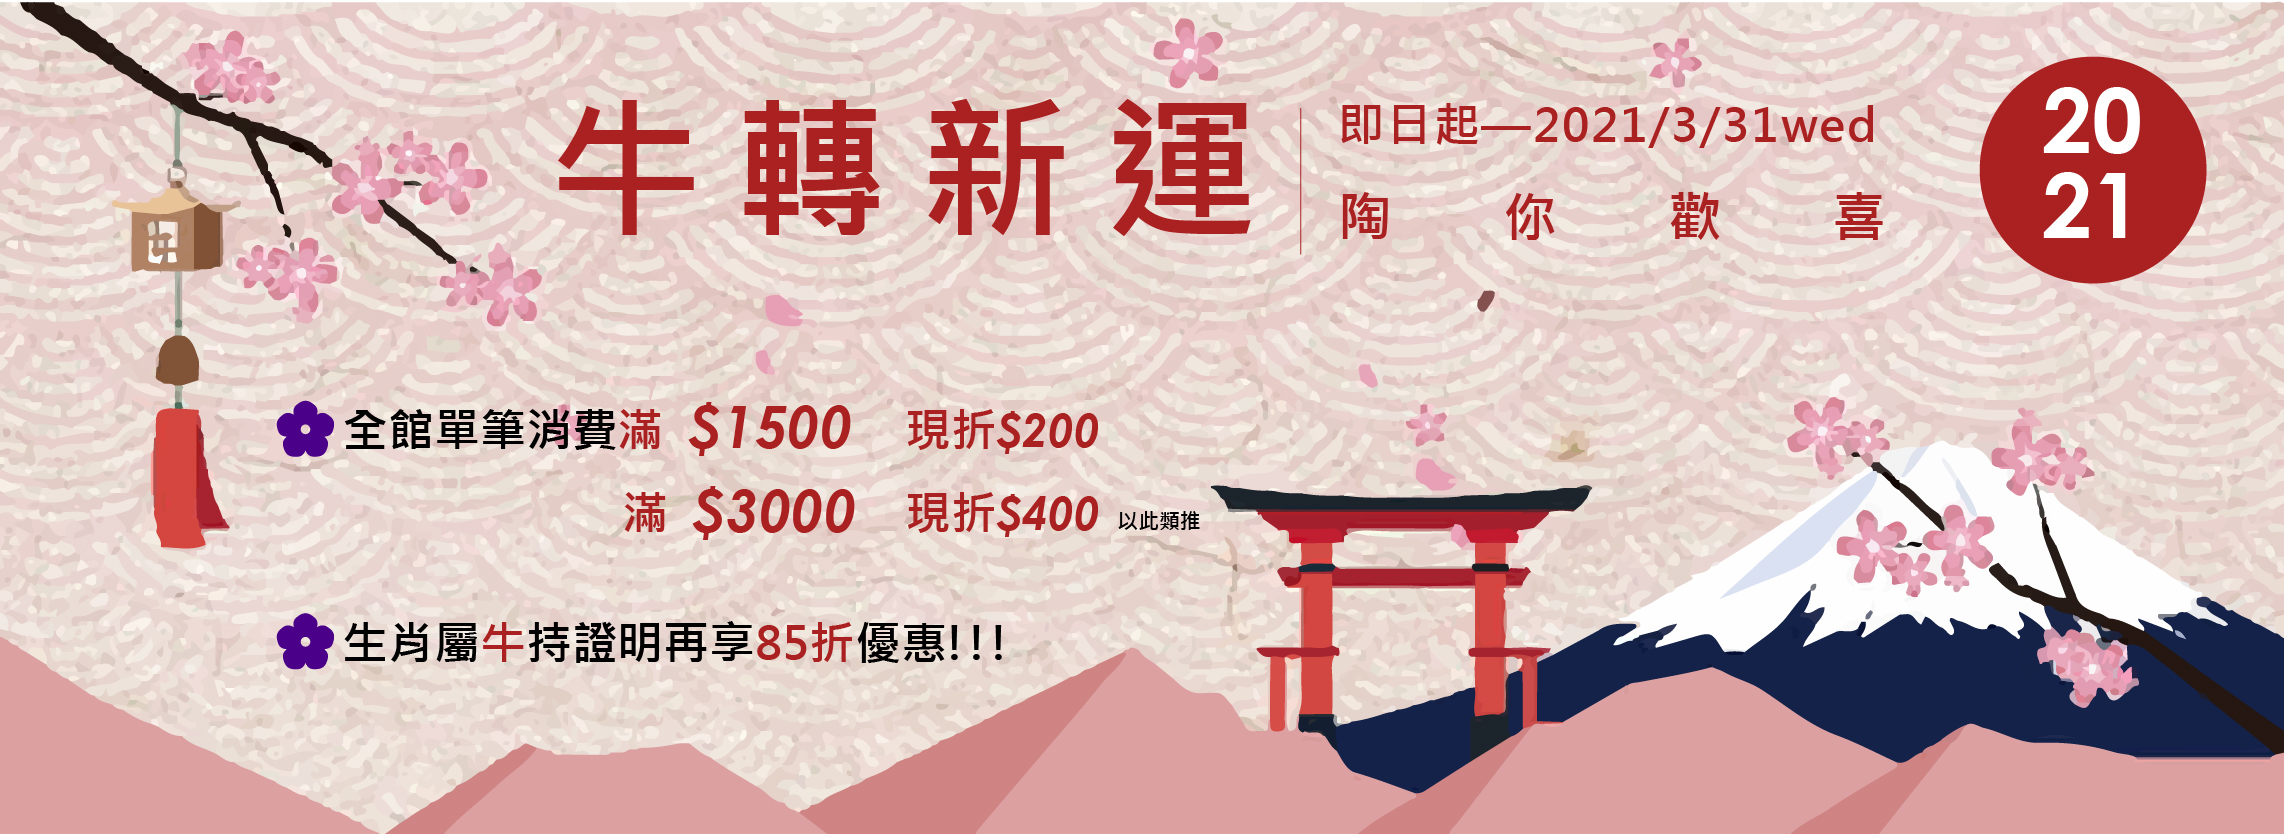 牛轉新運
即日起—2021/3/31wed
陶你歡喜
20
21
全館單筆消費滿 $1500 現折$200
滿 $3000 現折$400 以此類推
生肖屬牛持證明再享85折優惠!!!